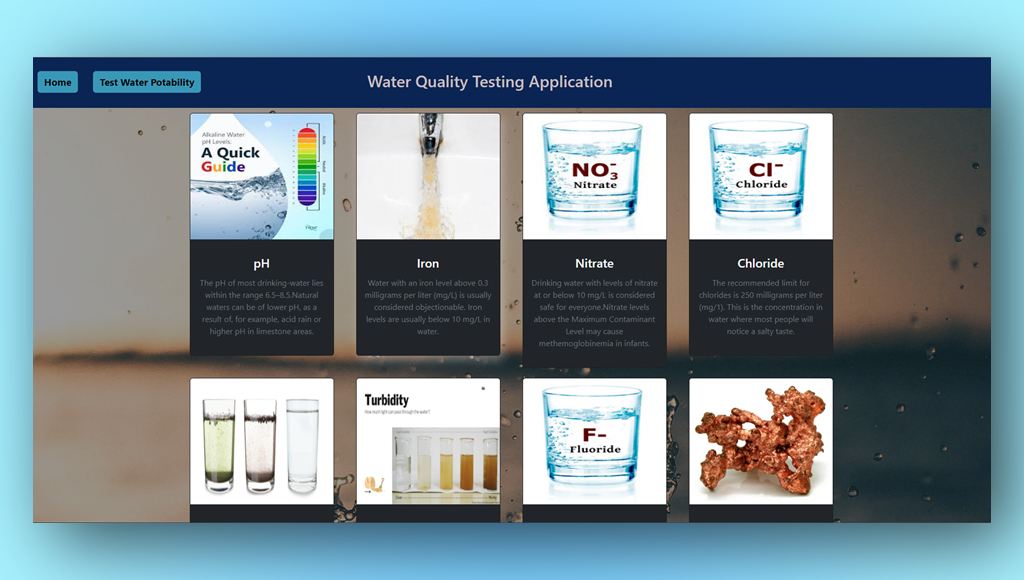 Home
Test Water Potability
Water Quality Testing Application
Alkaline Water
pH Levels:
A Quick
Guide
NO3-
Nitrate
Cl-
Chloride
pH
The pH of most drinking-water lies
within the range 6.5–8.5.Natural
waters can be of lower pH, as a
result of, for example, acid rain or
higher pH in limestone areas.
Iron
Water with an iron level above 0.3
milligrams per liter (mg/L) is usually
considered objectionable. Iron
levels are usually below 10 mg/L in
water.
Nitrate
Drinking water with levels of nitrate
at or below 10 mg/L is considered
safe for everyone.Nitrate levels
above the Maximum Contaminant
Level may cause
methemoglobinemia in infants.
Chloride
The recommended limit for
chlorides is 250 milligrams per liter
(mg/1). This is the concentration in
water where most people will
notice a salty taste.
Turbidity
How much light can pass through the water?
F-
Fluoride